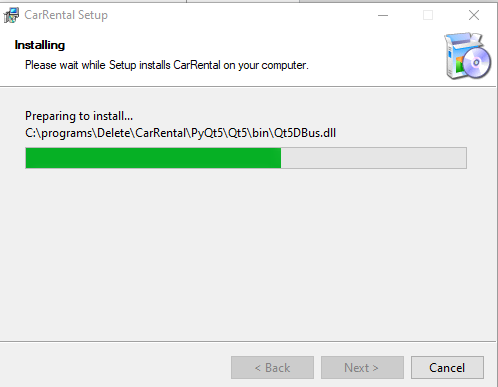 CarRental Setup
Installing
Please wait while Setup installs CarRental on your computer.
Preparing to install...
C:\programs\Delete\CarRental\PyQt5\Qt5\bin\Qt5DBus.dll
< Back Next > Cancel